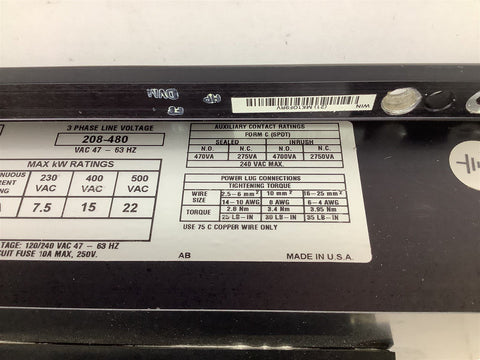 WIN
3 PHASE LINE VOLTAGE
208-480
VAC 47 - 63 HZ
MAX kW RATINGS
230 400 500
VAC VAC VAC
7.5 15 22
AUXILIARY CONTACT RATINGS
FORM C (SPDT)
SEALED INRUSH
N.O. N.C. N.O. N.C.
470VA 275VA 4700VA 2750VA
240 VAC MAX.
POWER LUG CONNECTIONS
TIGHTENING TORQUE
WIRE SIZE 2.5-6 mm² 10 mm² 16-25 mm²
14-10 AWG 8 AWG 6-4 AWG
TORQUE 2.8 Nm 3.4 Nm 3.95 Nm
25 LB-IN 30 LB-IN 35 LB-IN
USE 75 C COPPER WIRE ONLY
TAGE: 120/240 VAC 47 - 63 HZ
CUIT FUSE 10A MAX, 250V.
AB
MADE IN U.S.A.